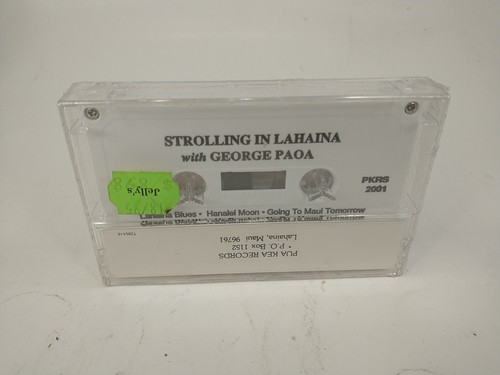 STROLLING IN LAHAINA
with GEORGE PAOA
PKRS
2001
Jelly's
Lahaina Blues • Hanalei Moon • Going To Maui Tomorrow
PUA KEA RECORDS
• P.O. Box 1152
Lahaina, Maui 96761